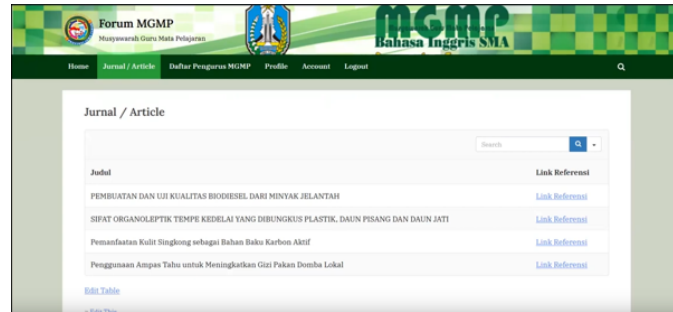 Forum MGMP
Musyawarah Guru Mata Pelajaran
MGMP
Bahasa Inggris SMA
Home Jurnal / Article Daftar Pengurus MGMP Profile Account Logout
Jurnal / Article
Search
Judul Link Referensi
PEMBUATAN DAN UJI KUALITAS BIODIESEL DARI MINYAK JELANTAH Link Referensi
SIFAT ORGANOLEPTIK TEMPE KEDELAI YANG DIBUNGKUS PLASTIK, DAUN PISANG DAN DAUN JATI Link Referensi
Pemanfaatan Kulit Singkong sebagai Bahan Baku Karbon Aktif Link Referensi
Penggunaan Ampas Tahu untuk Meningkatkan Gizi Pakan Domba Lokal Link Referensi
Edit Table
Edit This